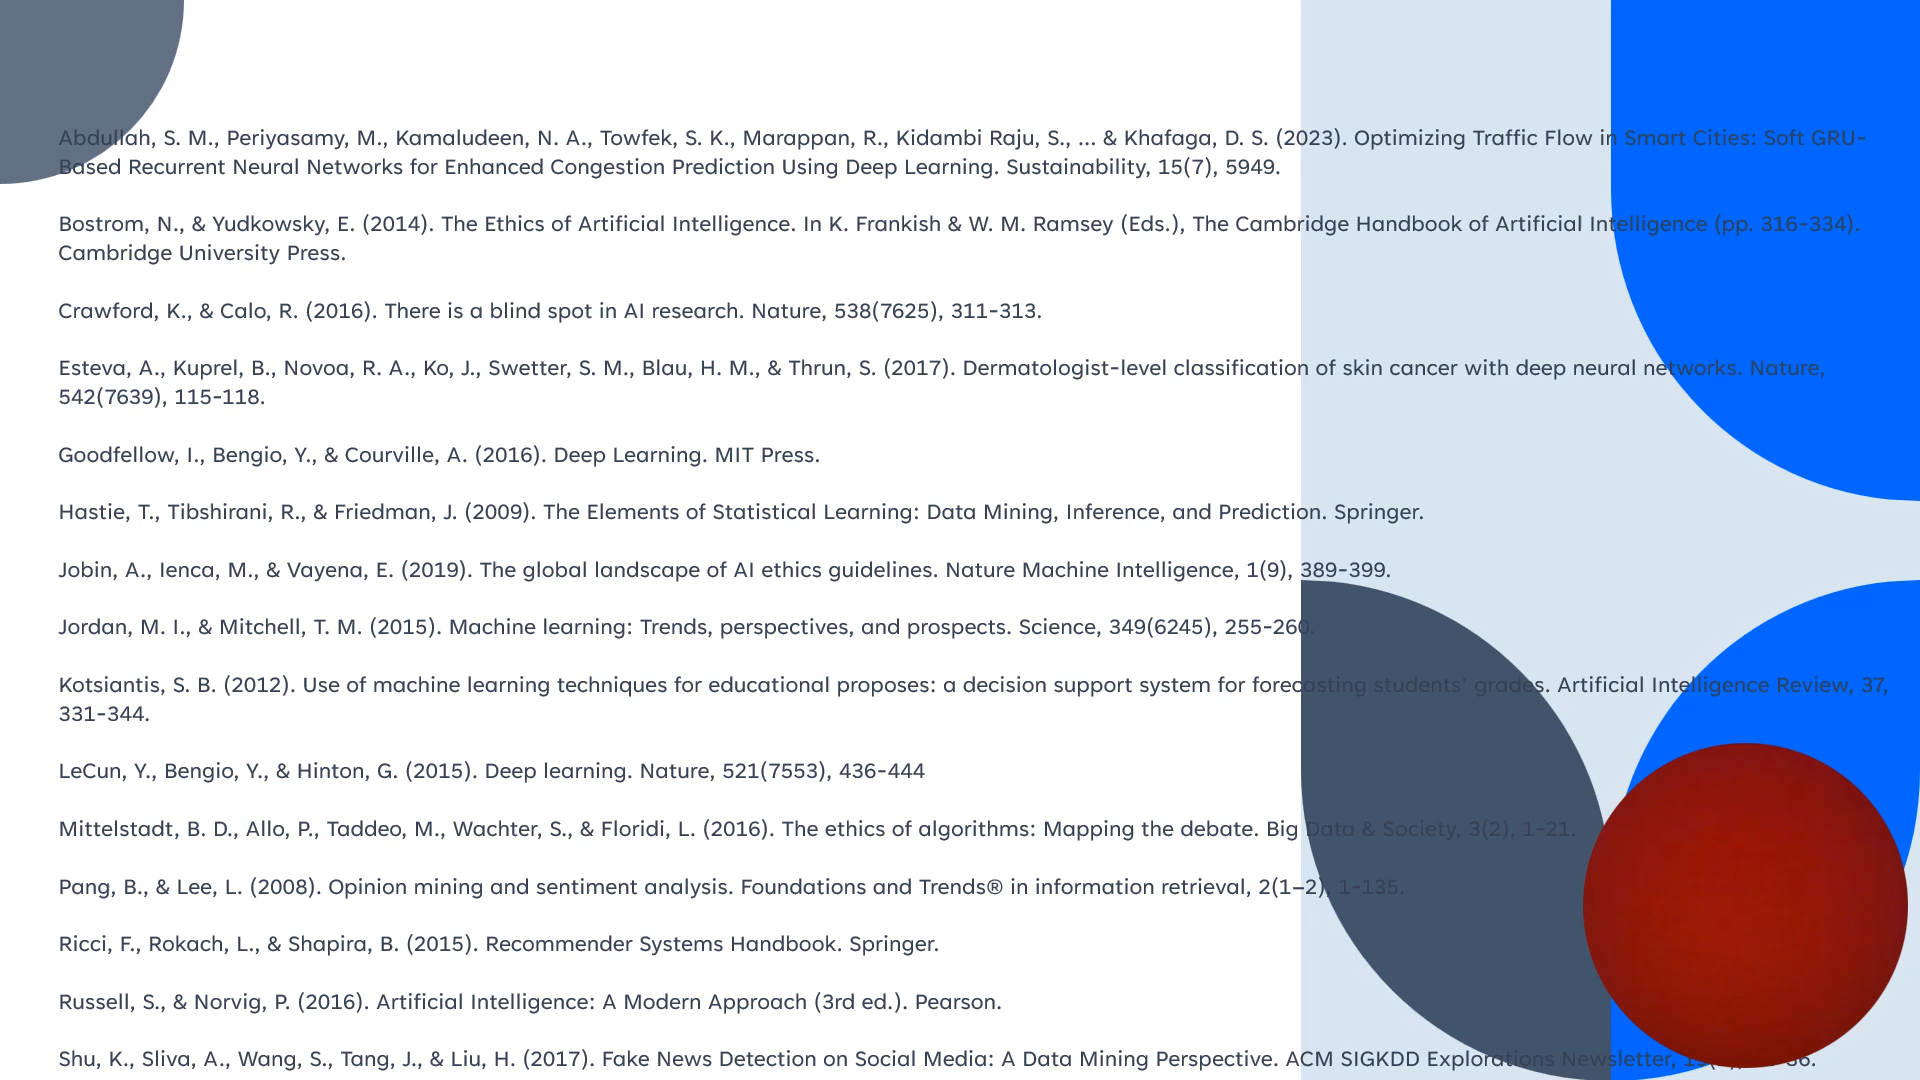 Abdullah, S. M., Periyasamy, M., Kamaludeen, N. A., Towfek, S. K., Marappan, R., Kidambi Raju, S., ... & Khafaga, D. S. (2023). Optimizing Traffic Flow in Smart Cities: Soft GRU-
Based Recurrent Neural Networks for Enhanced Congestion Prediction Using Deep Learning. Sustainability, 15(7), 5949.
Bostrom, N., & Yudkowsky, E. (2014). The Ethics of Artificial Intelligence. In K. Frankish & W. M. Ramsey (Eds.), The Cambridge Handbook of Artificial Intelligence (pp. 316-334).
Cambridge University Press.
Crawford, K., & Calo, R. (2016). There is a blind spot in AI research. Nature, 538(7625), 311-313.
Esteva, A., Kuprel, B., Novoa, R. A., Ko, J., Swetter, S. M., Blau, H. M., & Thrun, S. (2017). Dermatologist-level classification of skin cancer with deep neural networks. Nature,
542(7639), 115-118.
Goodfellow, I., Bengio, Y., & Courville, A. (2016). Deep Learning. MIT Press.
Hastie, T., Tibshirani, R., & Friedman, J. (2009). The Elements of Statistical Learning: Data Mining, Inference, and Prediction. Springer.
Jobin, A., Ienca, M., & Vayena, E. (2019). The global landscape of AI ethics guidelines. Nature Machine Intelligence, 1(9), 389-399.
Jordan, M. I., & Mitchell, T. M. (2015). Machine learning: Trends, perspectives, and prospects. Science, 349(6245), 255-260.
Kotsiantis, S. B. (2012). Use of machine learning techniques for educational proposes: a decision support system for forecasting students' grades. Artificial Intelligence Review, 37,
331-344.
LeCun, Y., Bengio, Y., & Hinton, G. (2015). Deep learning. Nature, 521(7553), 436-444
Mittelstadt, B. D., Allo, P., Taddeo, M., Wachter, S., & Floridi, L. (2016). The ethics of algorithms: Mapping the debate. Big Data & Society, 3(2), 1-21.
Pang, B., & Lee, L. (2008). Opinion mining and sentiment analysis. Foundations and Trends® in information retrieval, 2(1–2), 1-135.
Ricci, F., Rokach, L., & Shapira, B. (2015). Recommender Systems Handbook. Springer.
Russell, S., & Norvig, P. (2016). Artificial Intelligence: A Modern Approach (3rd ed.). Pearson.
Shu, K., Sliva, A., Wang, S., Tang, J., & Liu, H. (2017). Fake News Detection on Social Media: A Data Mining Perspective. ACM SIGKDD Explorations Newsletter,